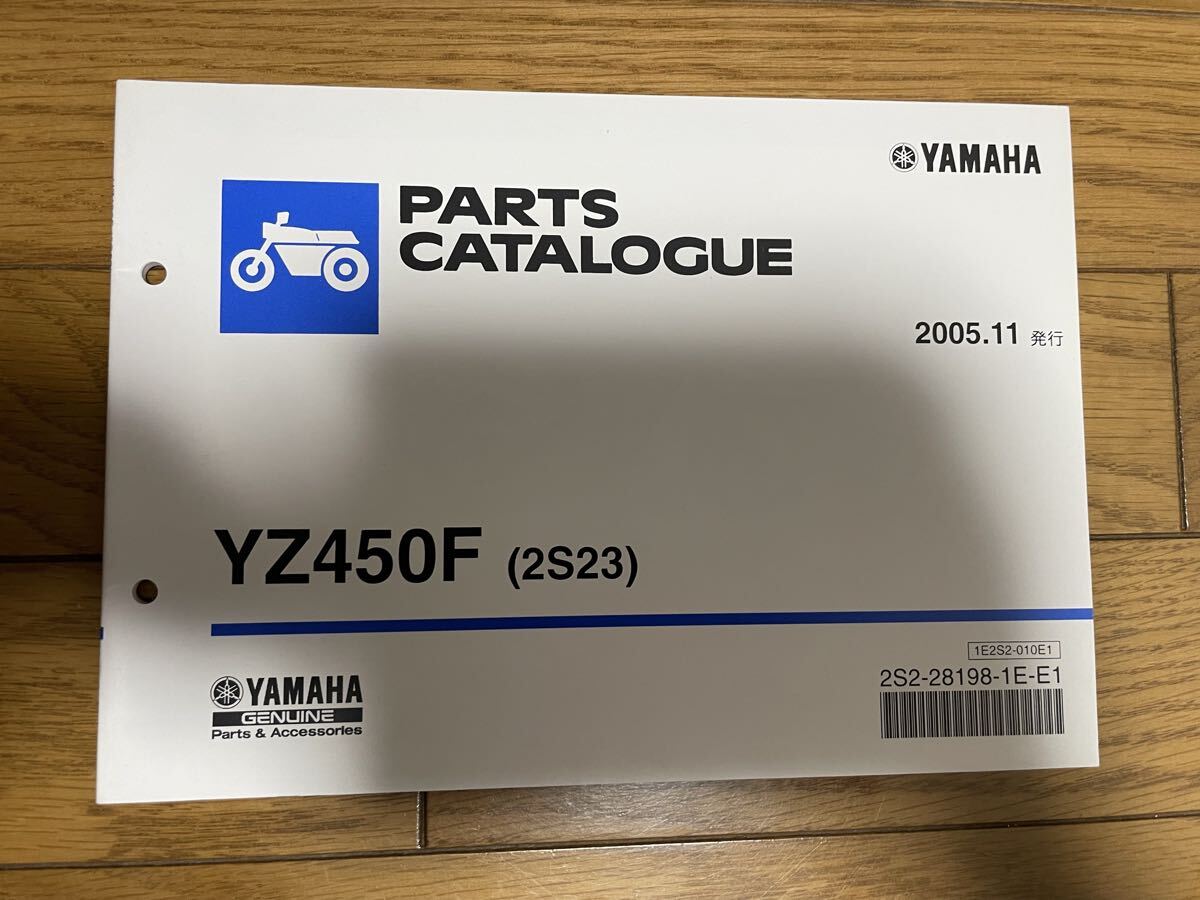 YAMAHA
PARTS
CATALOGUE
2005.11 発行
YZ450F (2S23)
1E2S2-010E1
2S2-28198-1E-E1
YAMAHA
GENUINE
Parts & Accessories